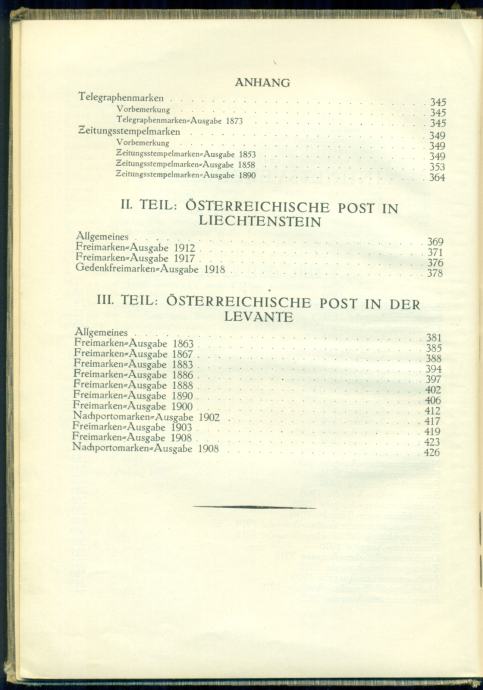 ANHANG
Telegraphenmarken . . . 345
Vorbemerkung . . . 345
Telegraphenmarken=Ausgabe 1873 . . . 345
Zeitungsstempelmarken . . . 349
Vorbemerkung . . . 349
Zeitungsstempelmarken=Ausgabe 1853 . . . 349
Zeitungsstempelmarken=Ausgabe 1858 . . . 353
Zeitungsstempelmarken=Ausgabe 1890 . . . 364
II. TEIL: ÖSTERREICHISCHE POST IN
LIECHTENSTEIN
Allgemeines . . . 369
Freimarken=Ausgabe 1912 . . . 371
Freimarken=Ausgabe 1917 . . . 376
Gedenkfreimarken=Ausgabe 1918 . . . 378
III. TEIL: ÖSTERREICHISCHE POST IN DER
LEVANTE
Allgemeines . . . 381
Freimarken=Ausgabe 1863 . . . 385
Freimarken=Ausgabe 1867 . . . 388
Freimarken=Ausgabe 1883 . . . 394
Freimarken=Ausgabe 1886 . . . 397
Freimarken=Ausgabe 1888 . . . 402
Freimarken=Ausgabe 1890 . . . 406
Freimarken=Ausgabe 1900 . . . 412
Nachportomarken=Ausgabe 1902 . . . 417
Freimarken=Ausgabe 1903 . . . 419
Freimarken=Ausgabe 1908 . . . 423
Nachportomarken=Ausgabe 1908 . . . 426